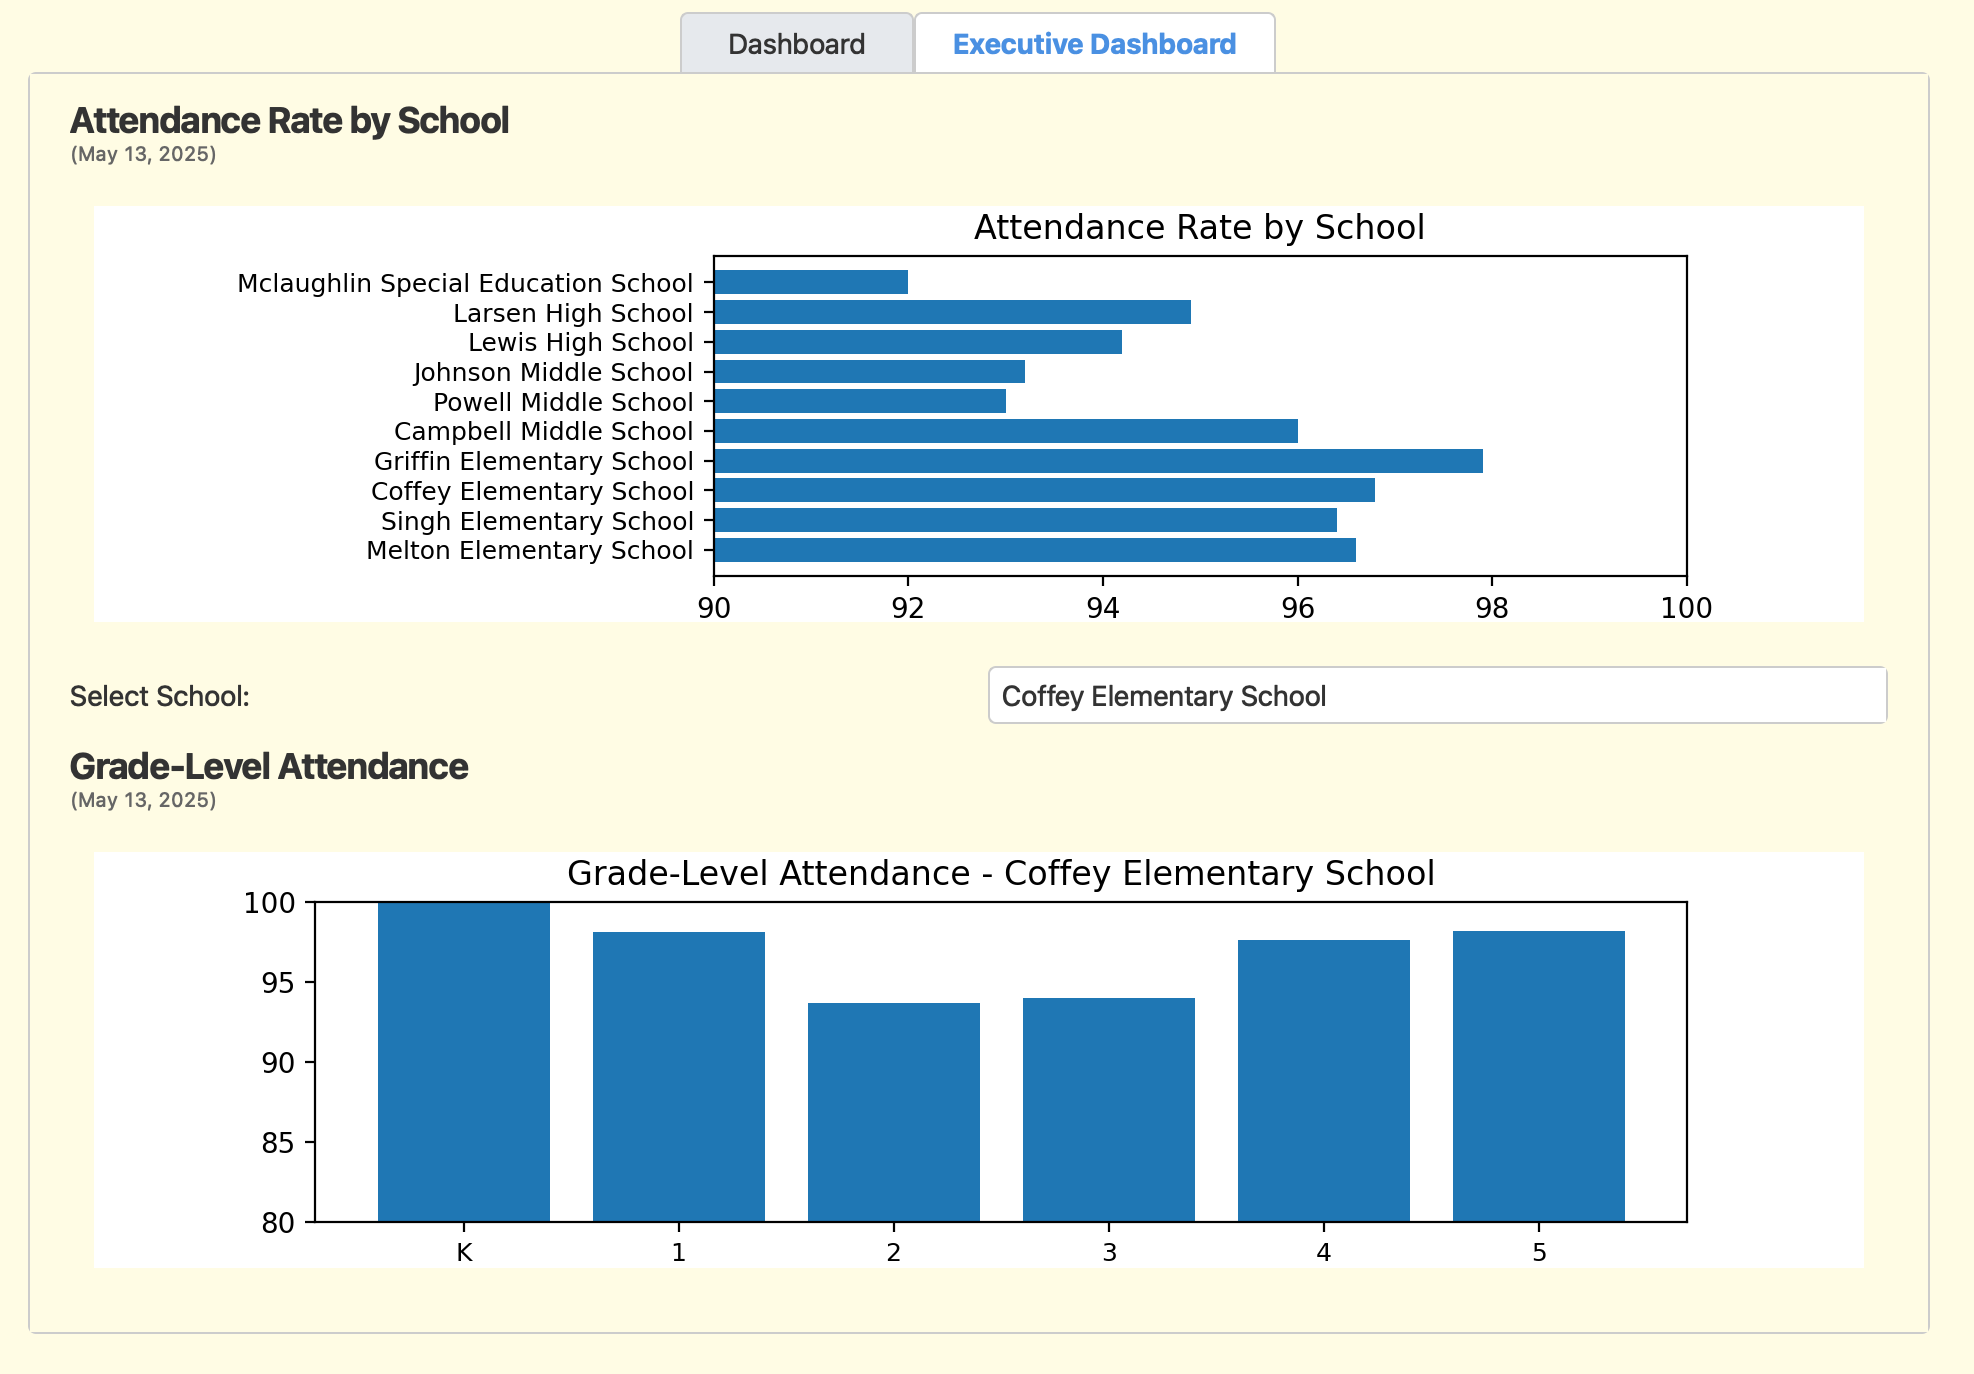 Dashboard
Executive Dashboard
Attendance Rate by School
(May 13, 2025)
Attendance Rate by School
Mclaughlin Special Education School
Larsen High School
Lewis High School
Johnson Middle School
Powell Middle School
Campbell Middle School
Griffin Elementary School
Coffey Elementary School
Singh Elementary School
Melton Elementary School
90 92 94 96 98 100
Select School:
Coffey Elementary School
Grade-Level Attendance
(May 13, 2025)
Grade-Level Attendance - Coffey Elementary School
100
95
90
85
80
K 1 2 3 4 5